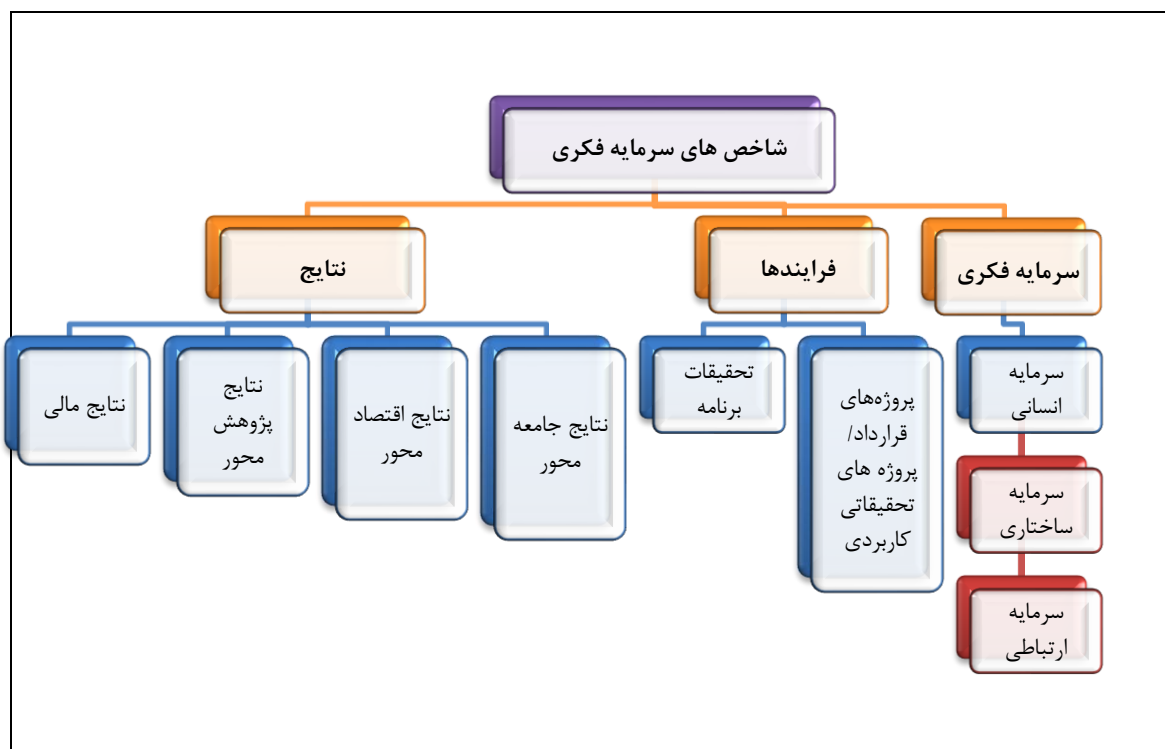 شاخص های سرمایه فکری
سرمایه فکری
فرایندها
نتایج
سرمایه
انسانی
سرمایه
ساختاری
سرمایه
ارتباطی
پروژه‌های
قرارداد/
پروژه های
تحقیقاتی
کاربردی
تحقیقات
برنامه
نتایج جامعه
محور
نتایج اقتصاد
محور
نتایج
پژوهش
محور
نتایج مالی